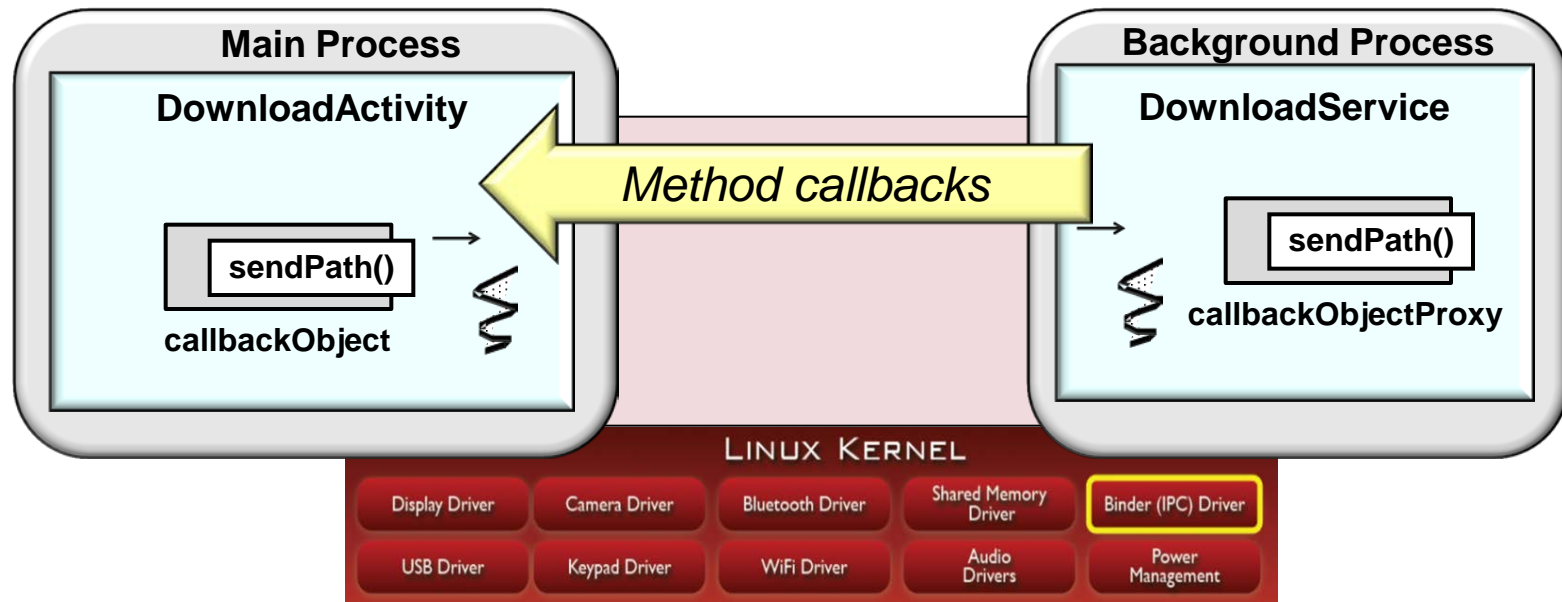 Main Process
DownloadActivity
sendPath()
callbackObject
Method callbacks
Background Process
DownloadService
sendPath()
callbackObjectProxy
LINUX KERNEL
Display Driver
Camera Driver
Bluetooth Driver
Shared Memory
Driver
Binder (IPC) Driver
USB Driver
Keypad Driver
WiFi Driver
Audio
Drivers
Power
Management